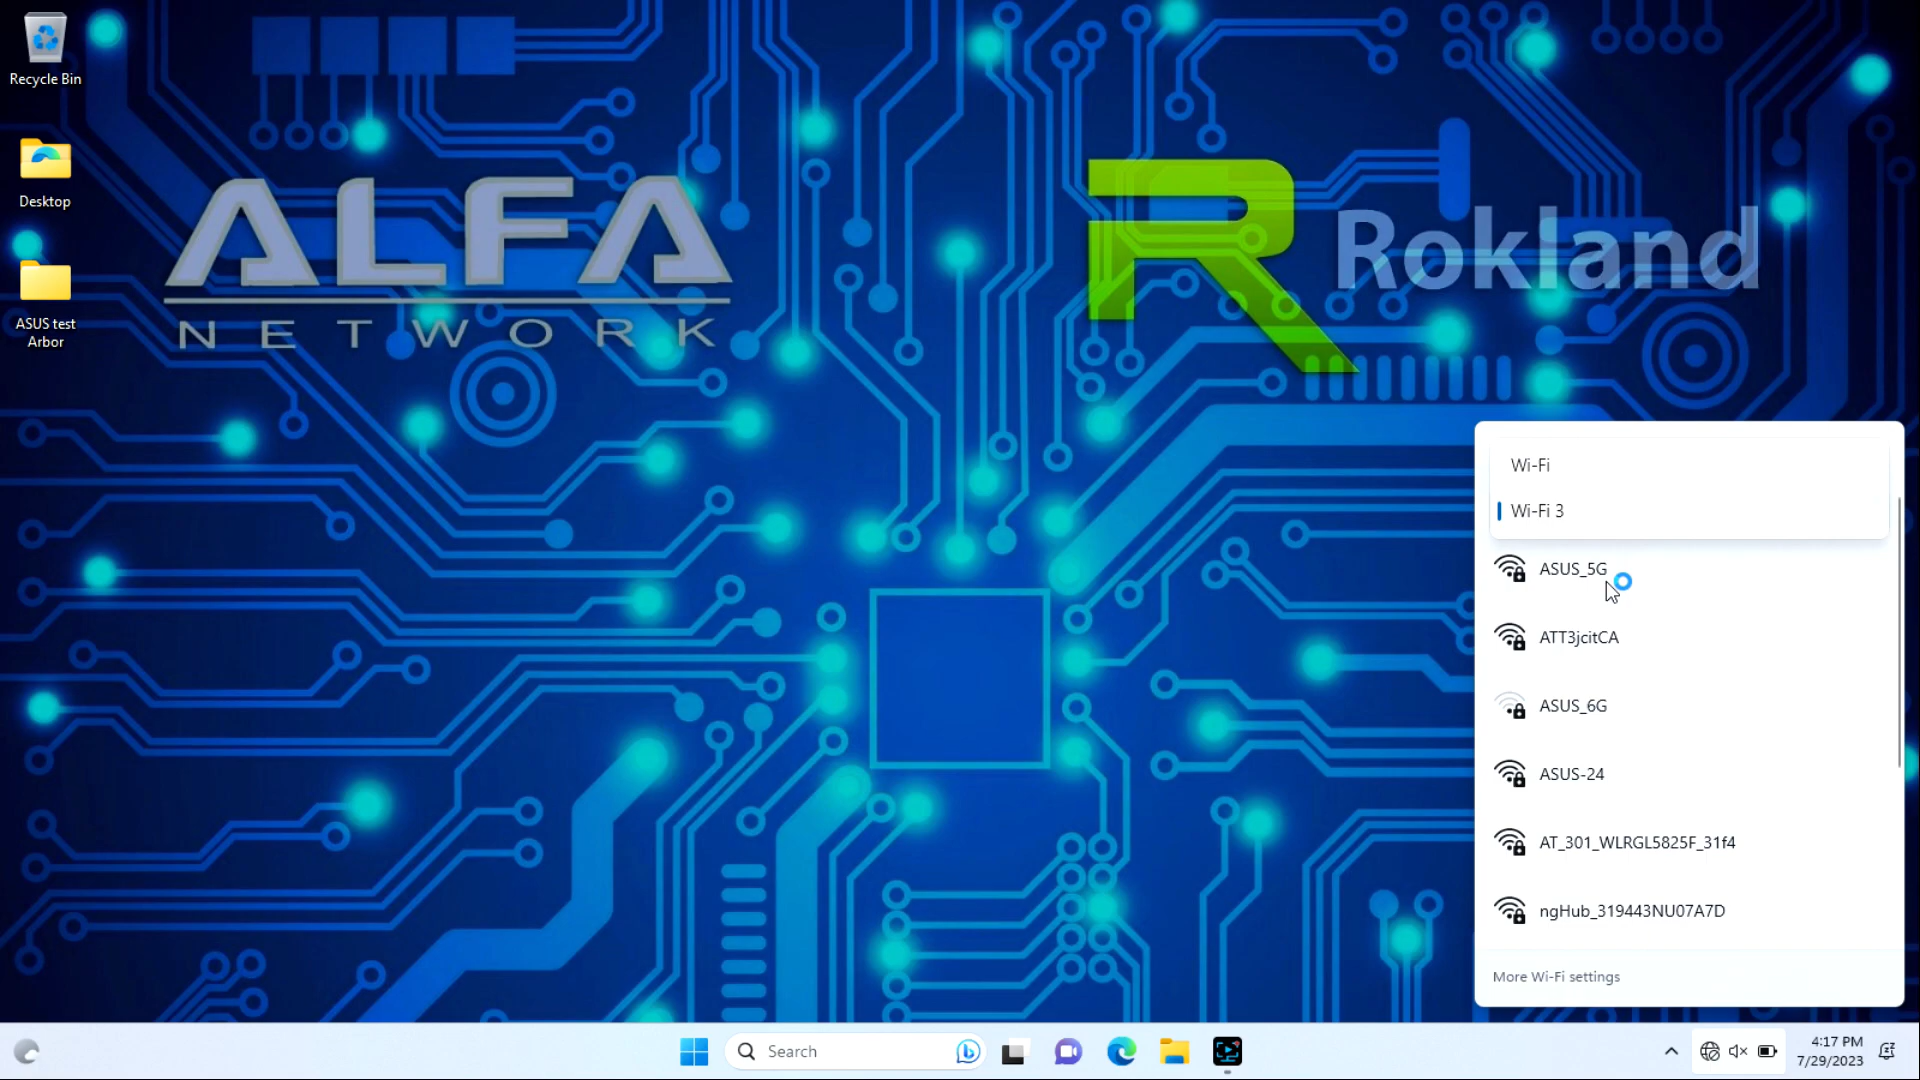 Recycle Bin
Desktop
ASUS test
Arbor
ALFA
NETWORK
R
Rokland
Wi-Fi
Wi-Fi 3
ASUS_5G
ATT3jcitCA
ASUS_6G
ASUS-24
AT_301_WLRGL5825F_31f4
ngHub_319443NU07A7D
More Wi-Fi settings
Search
4:17 PM
7/29/2023